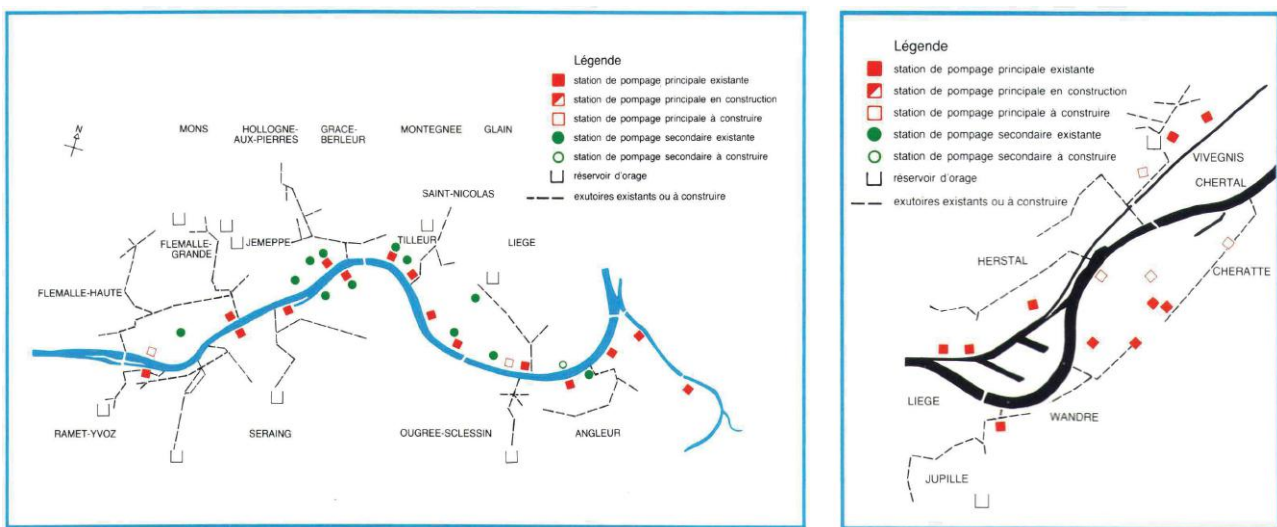 Légende
station de pompage principale existante
station de pompage principale en construction
station de pompage principale à construire
station de pompage secondaire existante
station de pompage secondaire à construire
réservoir d'orage
exutoires existants ou à construire
N
MONS
HOLLOGNE-
AUX-PIERRES
GRACE-
BERLEUR
MONTEGNEE
GLAIN
SAINT-NICOLAS
FLEMALLE-
GRANDE
JEMEPPE
TILLEUR
LIEGE
FLEMALLE-HAUTE
RAMET-YVOZ
SERAING
OUGREE-SCLESSIN
ANGLEUR
Légende
station de pompage principale existante
station de pompage principale en construction
station de pompage principale à construire
station de pompage secondaire existante
station de pompage secondaire à construire
réservoir d'orage
exutoires existants ou à construire
VIVEGNIS
CHERTAL
HERSTAL
CHERATTE
LIEGE
WANDRE
JUPILLE